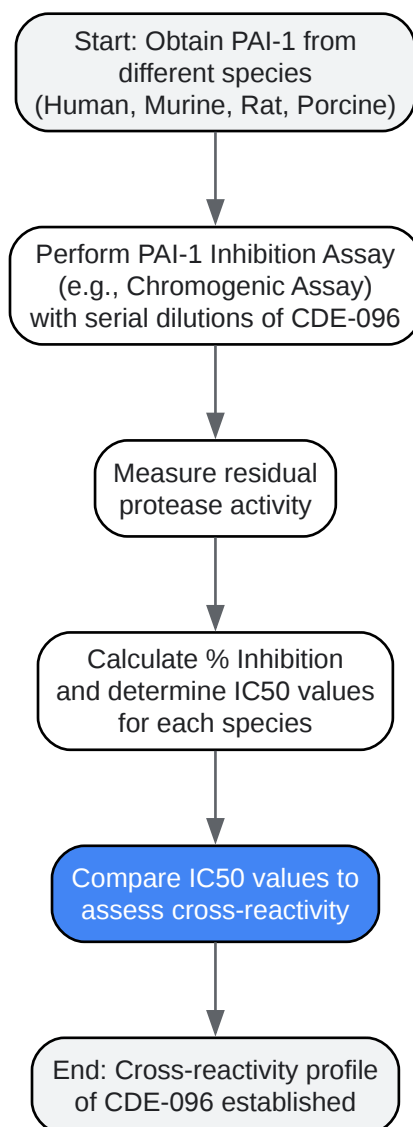 Start: Obtain PAI-1 from
different species
(Human, Murine, Rat, Porcine)
Perform PAI-1 Inhibition Assay
(e.g., Chromogenic Assay)
with serial dilutions of CDE-096
Measure residual
protease activity
Calculate % Inhibition
and determine IC50 values
for each species
Compare IC50 values to
assess cross-reactivity
End: Cross-reactivity profile
of CDE-096 established